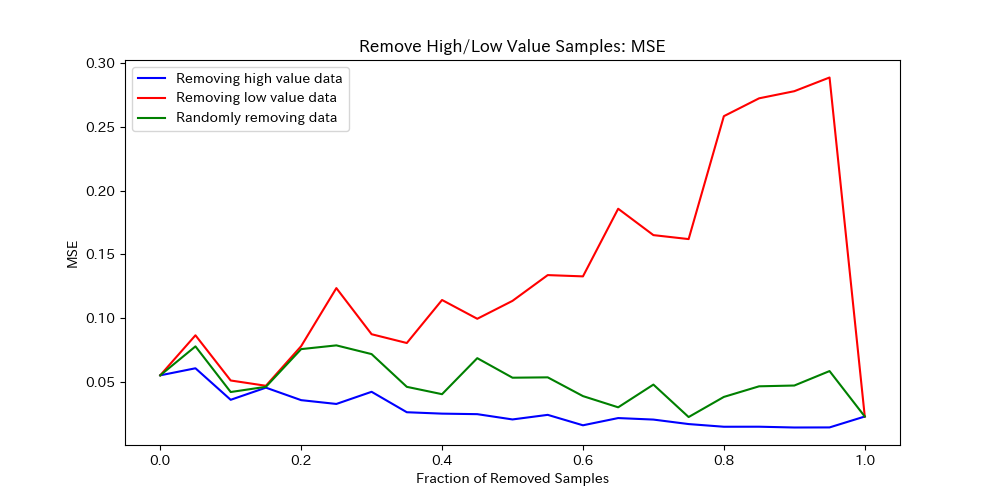 Remove High/Low Value Samples: MSE
Removing high value data
Removing low value data
Randomly removing data
MSE
0.30
0.25
0.20
0.15
0.10
0.05
0.0 0.2 0.4 0.6 0.8 1.0
Fraction of Removed Samples